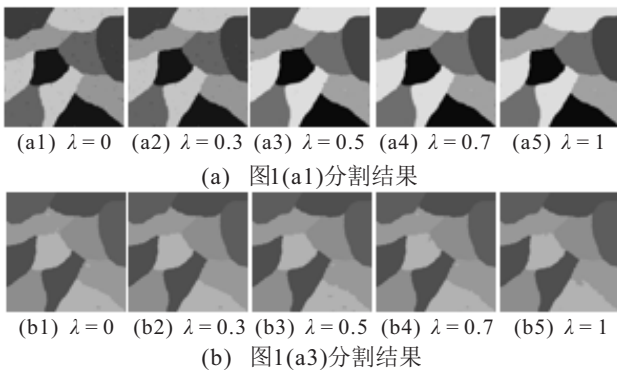 (a1) λ = 0 (a2) λ = 0.3 (a3) λ = 0.5 (a4) λ = 0.7 (a5) λ = 1
(a) 图1(a1)分割结果
(b1) λ = 0 (b2) λ = 0.3 (b3) λ = 0.5 (b4) λ = 0.7 (b5) λ = 1
(b) 图1(a3)分割结果